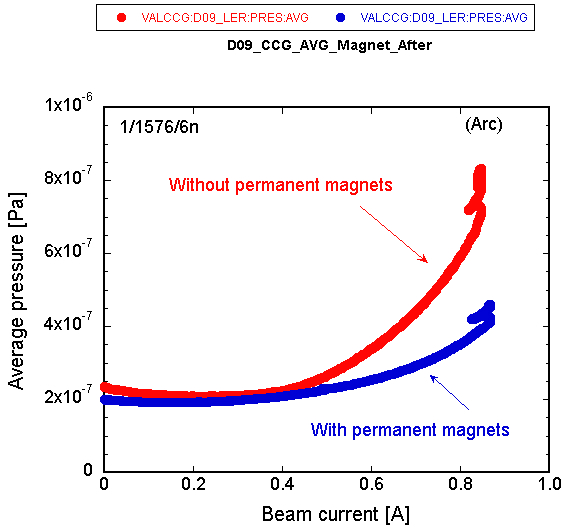 VALCCG:D09_LER:PRES:AVG VALCCG:D09_LER:PRES:AVG
D09_CCG_AVG_Magnet_After
1x10⁻⁶
1/1576/6n (Arc)
8x10⁻⁷
Without permanent magnets
6x10⁻⁷
Average pressure [Pa]
4x10⁻⁷
2x10⁻⁷
With permanent magnets
0
0 0.2 0.4 0.6 0.8 1.0
Beam current [A]